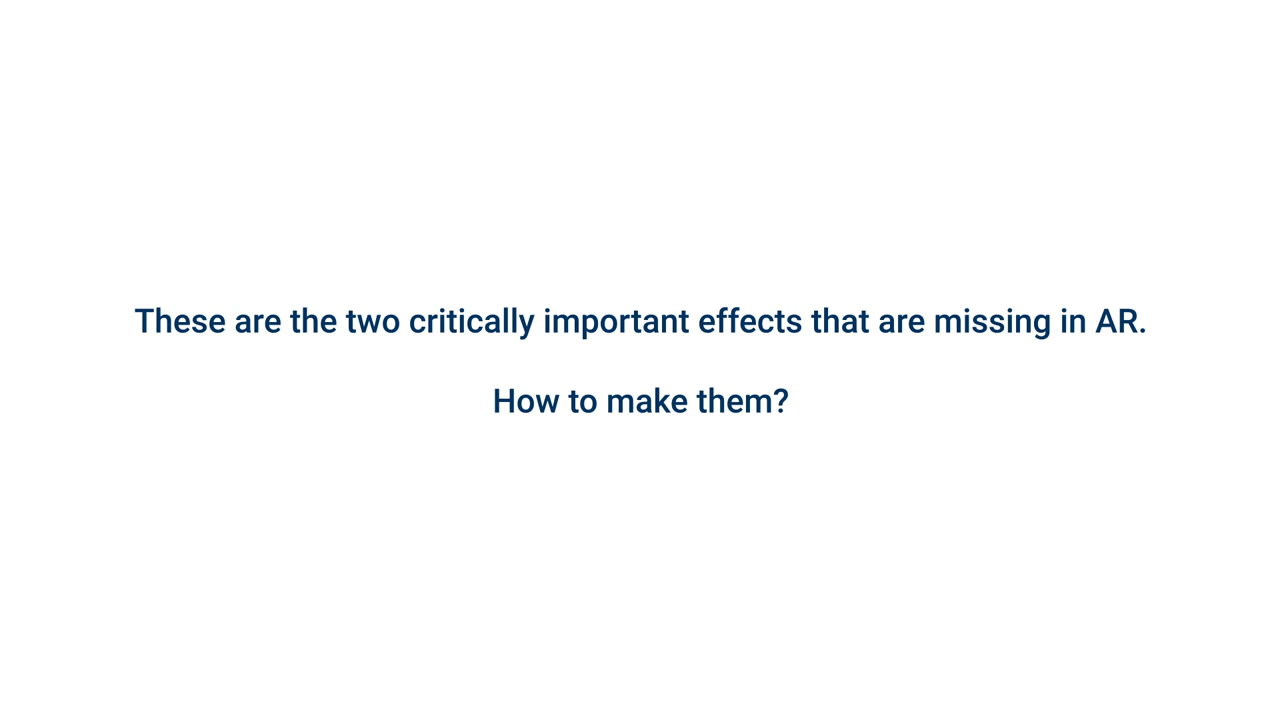 These are the two critically important effects that are missing in AR.
How to make them?